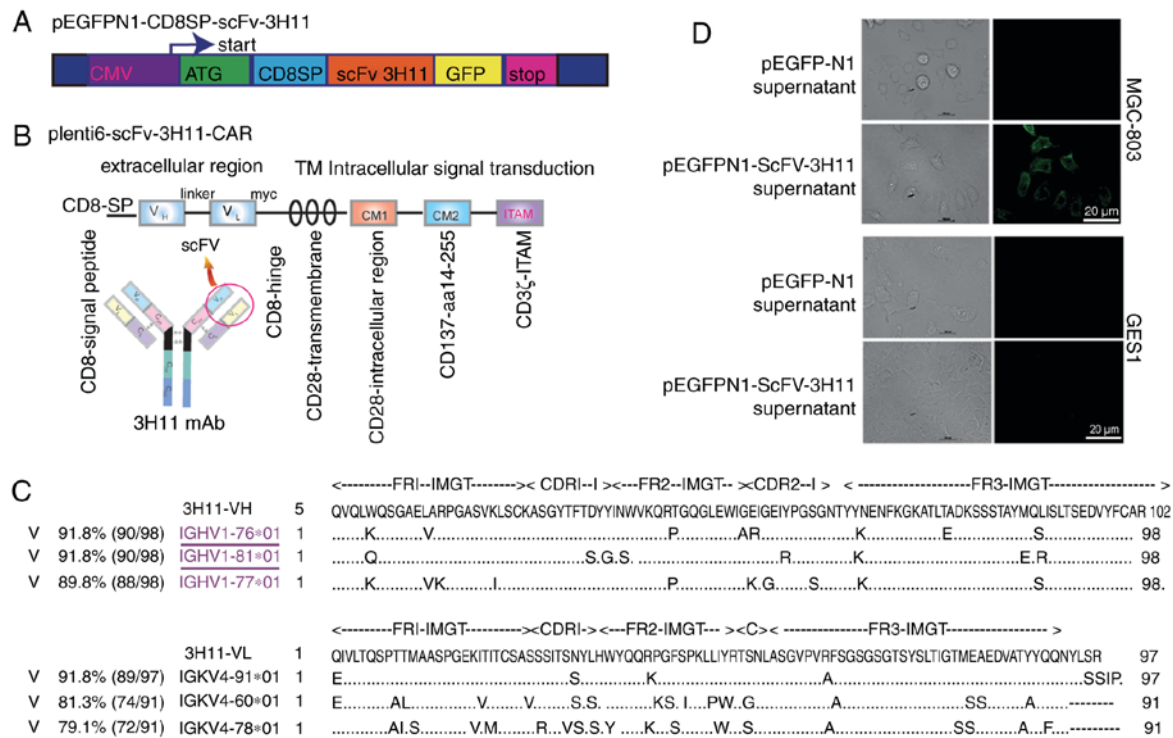 A
pEGFPN1-CD8SP-scFv-3H11
start
CMV ATG CD8SP scFv 3H11 GFP stop
B
plenti6-scFv-3H11-CAR
extracellular region TM Intracellular signal transduction
linker myc
CD8-SP VH VL CM1 CM2 ITAM
scFV
CD8-signal peptide
CD8-hinge
CD28-transmembrane
CD28-intracellular region
CD137-aa14-255
CD3ζ-ITAM
3H11 mAb
C
<---------FRI--IMGT-------><CDRI--I><--FR2--IMGT---><CDR2--I > <------------FR3-IMGT--------------->
3H11-VH 5 QVQLWQSGAELARPGASVKLSCKASGYTFTDYYINWVKQRTGQGLEWIGEIGEIYPGSGNTYYNENFKGKATLTADKSSSTAYMQLISLTSEDVYFCAR 102
V 91.8% (90/98) IGHV1-76*01 1 98
V 91.8% (90/98) IGHV1-81*01 1 98
V 89.8% (88/98) IGHV1-77*01 1 98.
<---------FRI-IMGT----------><CDRI-><--FR2-IMGT-- ><C><---------FR3-IMGT----------- >
3H11-VL 1 QIVLTQSPTTMAASPGEKITITCSASSSITSNYLHWYQQRPGFSPKLLIYRTSNLASGVPVRFSGSGSGTSYSLTIGTMEAEDVATYYQQNYLSR 97
V 91.8% (89/97) IGKV4-91*01 1 97
V 81.3% (74/91) IGKV4-60*01 1 91
V 79.1% (72/91) IGKV4-78*01 1 91
D
pEGFP-N1
supernatant
pEGFPN1-ScFV-3H11
supernatant
20 µm
MGC-803
pEGFP-N1
supernatant
pEGFPN1-ScFV-3H11
supernatant
20 µm
GES1